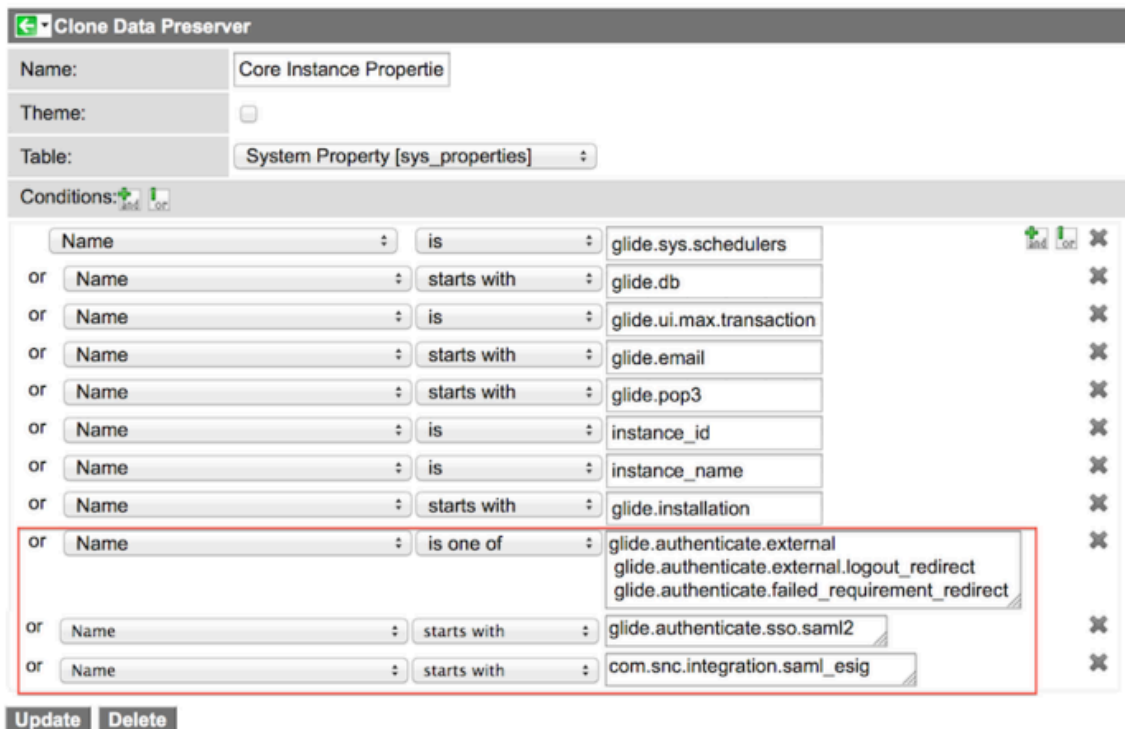 Clone Data Preserver
Name: Core Instance Propertie
Theme:
Table: System Property [sys_properties]
Conditions: and or
Name is glide.sys.schedulers and or
or Name starts with glide.db
or Name is glide.ui.max.transaction
or Name starts with glide.email
or Name starts with glide.pop3
or Name is instance_id
or Name is instance_name
or Name starts with glide.installation
or Name is one of glide.authenticate.external
glide.authenticate.external.logout_redirect
glide.authenticate.failed_requirement_redirect
or Name starts with glide.authenticate.sso.saml2
or Name starts with com.snc.integration.saml_esig
Update Delete